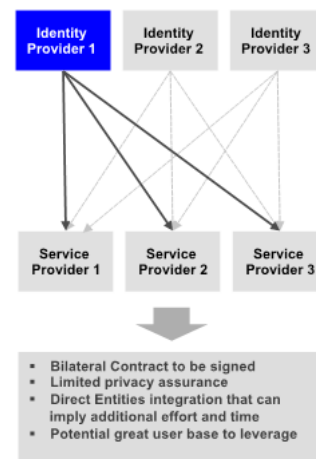 Identity Identity Identity
Provider 1 Provider 2 Provider 3
Service Service Service
Provider 1 Provider 2 Provider 3
▪ Bilateral Contract to be signed
▪ Limited privacy assurance
▪ Direct Entities integration that can
imply additional effort and time
▪ Potential great user base to leverage